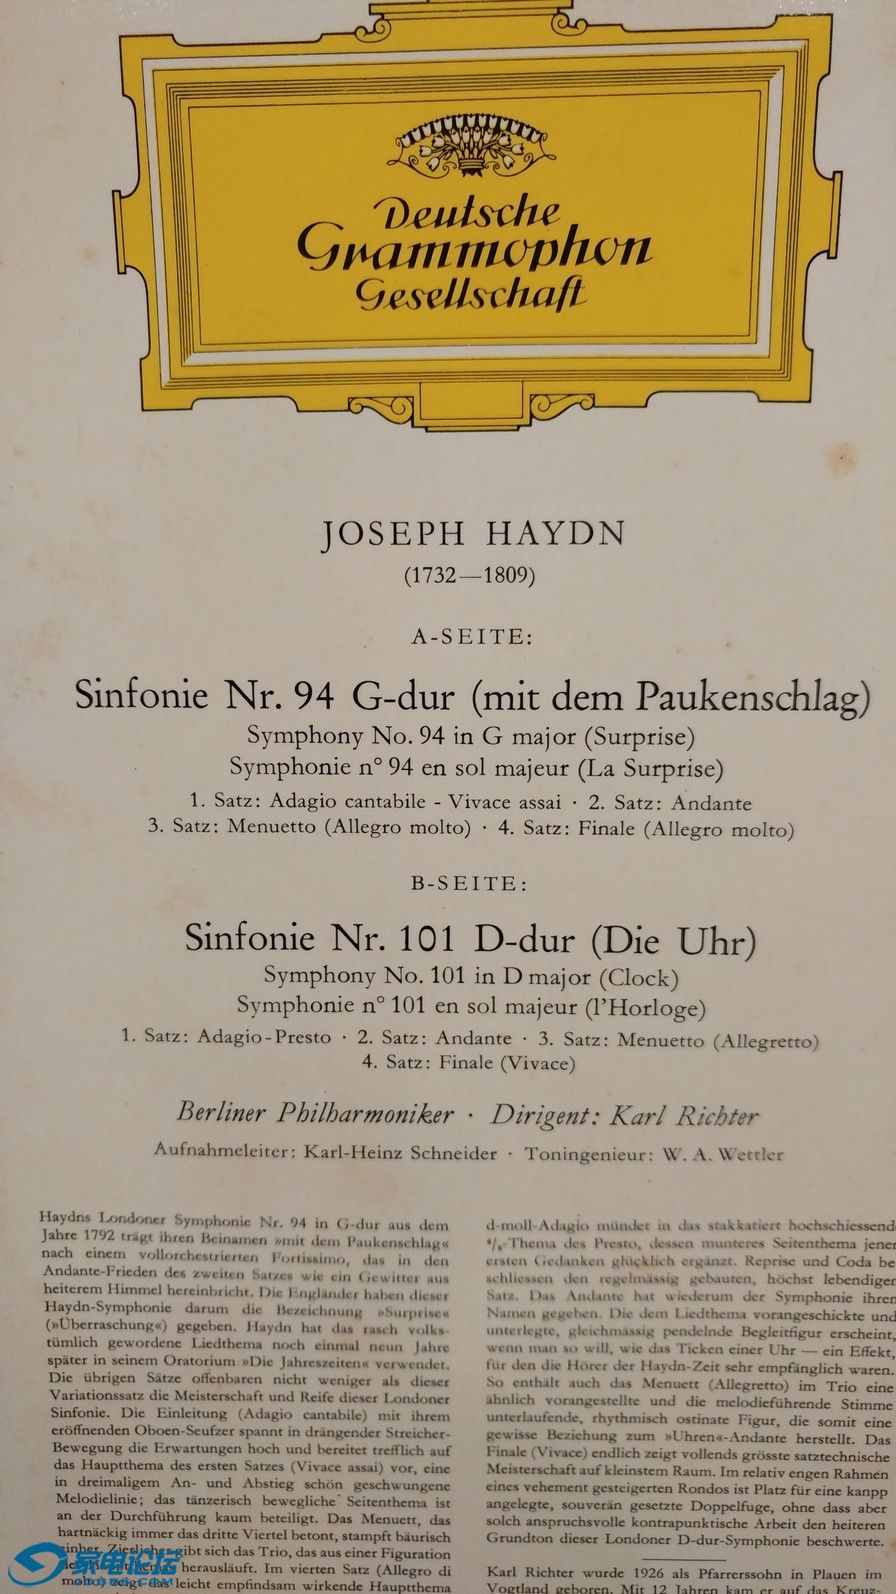 Deutsche
Grammophon
Gesellschaft
JOSEPH HAYDN
(1732—1809)
A-SEITE:
Sinfonie Nr. 94 G-dur (mit dem Paukenschlag)
Symphony No. 94 in G major (Surprise)
Symphonie n° 94 en sol majeur (La Surprise)
1. Satz: Adagio cantabile - Vivace assai · 2. Satz: Andante
3. Satz: Menuetto (Allegro molto) · 4. Satz: Finale (Allegro molto)
B-SEITE:
Sinfonie Nr. 101 D-dur (Die Uhr)
Symphony No. 101 in D major (Clock)
Symphonie n° 101 en sol majeur (l'Horloge)
1. Satz: Adagio-Presto · 2. Satz: Andante · 3. Satz: Menuetto (Allegretto)
4. Satz: Finale (Vivace)
Berliner Philharmoniker · Dirigent: Karl Richter
Aufnahmeleiter: Karl-Heinz Schneider · Toningenieur: W. A. Wettler
Haydns Londoner Symphonie Nr. 94 in G-dur aus dem
Jahre 1792 trägt ihren Beinamen »mit dem Paukenschlag«
nach einem vollorchestrierten Fortissimo, das in den
Andante-Frieden des zweiten Satzes wie ein Gewitter aus
heiterem Himmel hereinbricht. Die Engländer haben dieser
Haydn-Symphonie darum die Bezeichnung »Surprise«
(»Überraschung«) gegeben. Haydn hat das rasch volks-
tümlich gewordene Liedthema noch einmal neun Jahre
später in seinem Oratorium »Die Jahreszeiten« verwendet.
Die übrigen Sätze offenbaren nicht weniger als dieser
Variationssatz die Meisterschaft und Reife dieser Londoner
Sinfonie. Die Einleitung (Adagio cantabile) mit ihrem
eröffnenden Oboen-Seufzer spannt in drängender Streicher-
Bewegung die Erwartungen hoch und bereitet trefflich auf
das Hauptthema des ersten Satzes (Vivace assai) vor, eine
in dreimaligem An- und Abstieg schön geschwungene
Melodielinie; das tänzerisch bewegliche Seitenthema ist
an der Durchführung kaum beteiligt. Das Menuett, das
hartnäckig immer das dritte Viertel betont, stampft bäurisch
einher. Zierlicher gibt sich das Trio, das aus einer Figuration
herausläuft. Im vierten Satz (Allegro di
molto) zeigt das leicht empfindsam wirkende Hauptthema
d-moll-Adagio mündet in das stakkatiert hochschiessend
⁶/₈-Thema des Presto, dessen munteres Seitenthema jener
ersten Gedanken glücklich ergänzt. Reprise und Coda be
schliessen den regelmässig gebauten, höchst lebendiger
Satz. Das Andante hat wiederum der Symphonie ihren
Namen gegeben. Die dem Liedthema vorangeschickte und
unterlegte, gleichmässig pendelnde Begleitfigur erscheint,
wenn man so will, wie das Ticken einer Uhr — ein Effekt,
für den die Hörer der Haydn-Zeit sehr empfänglich waren.
So enthält auch das Menuett (Allegretto) im Trio eine
ähnlich vorangestellte und die melodieführende Stimme
unterlaufende, rhythmisch ostinate Figur, die somit eine
gewisse Beziehung zum »Uhren«-Andante herstellt. Das
Finale (Vivace) endlich zeigt vollends grösste satztechnische
Meisterschaft auf kleinstem Raum. Im relativ engen Rahmen
eines vehement gesteigerten Rondos ist Platz für eine kanpp
angelegte, souverän gesetzte Doppelfuge, ohne dass aber
solch anspruchsvolle kontrapunktische Arbeit den heiteren
Grundton dieser Londoner D-dur-Symphonie beschwerte.
Karl Richter wurde 1926 als Pfarrerssohn in Plauen im
Vogtland geboren. Mit 12 Jahren kam er auf das Kreuz
家电论坛